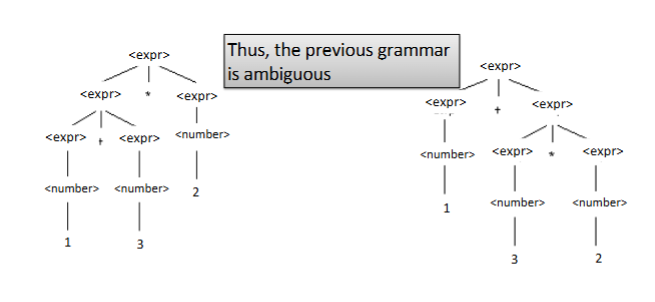 <expr>
Thus, the previous grammar
is ambiguous
<expr>
<expr> * <expr>
<expr> + <expr>
<expr> + <expr> <number>
<number> <expr> * <expr>
<number> <number> 2
1 <number> <number>
1 3
3 2